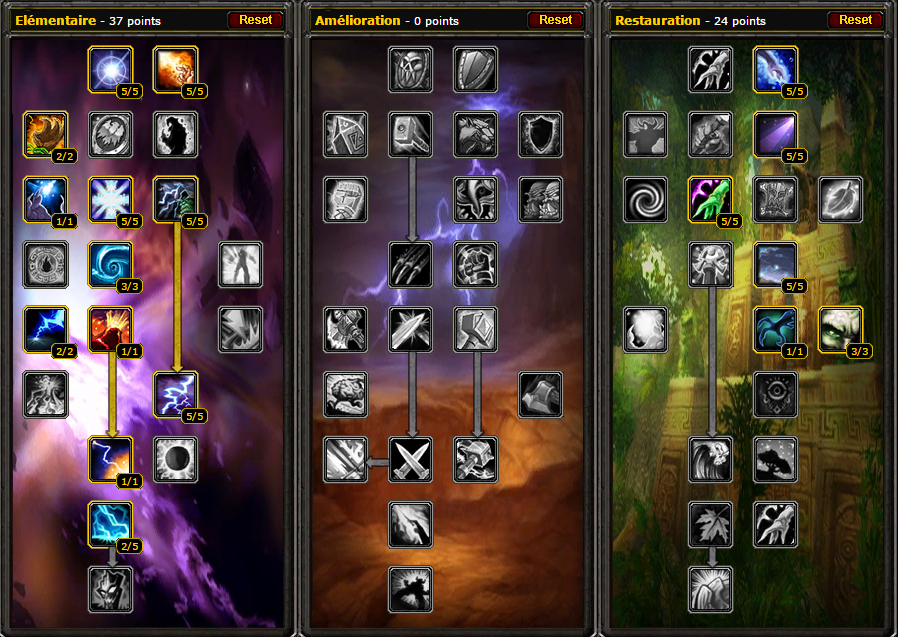 Elémentaire - 37 points Reset Amélioration - 0 points Reset Restauration - 24 points Reset
5/5 5/5 5/5
2/2 5/5
1/1 5/5 5/5 5/5
3/3 5/5
2/2 1/1 1/1 3/3
5/5
1/1
2/5